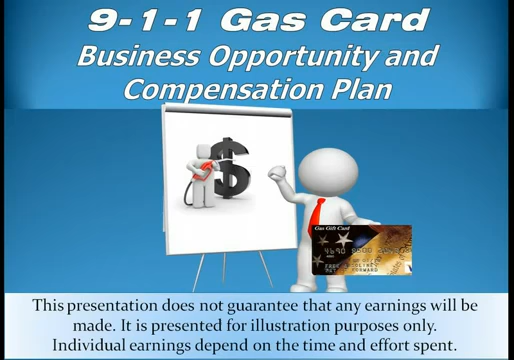 9-1-1 Gas Card
Business Opportunity and
Compensation Plan
Gas Gift Card
This presentation does not guarantee that any earnings will be
made. It is presented for illustration purposes only.
Individual earnings depend on the time and effort spent.